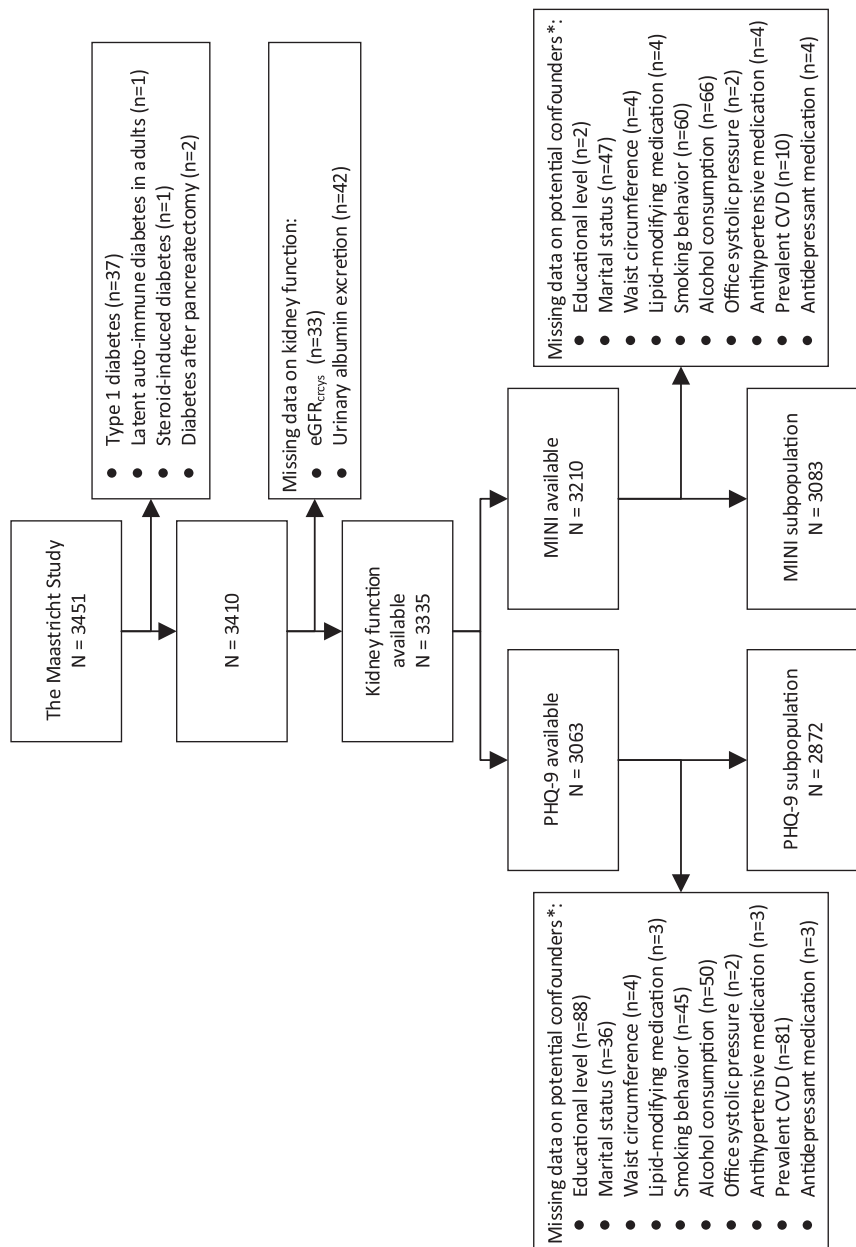 The Maastricht Study
N = 3451
● Type 1 diabetes (n=37)
● Latent auto-immune diabetes in adults (n=1)
● Steroid-induced diabetes (n=1)
● Diabetes after pancreatectomy (n=2)
N = 3410
Missing data on kidney function:
● eGFRcrcys (n=33)
● Urinary albumin excretion (n=42)
Kidney function
available
N = 3335
PHQ-9 available
N = 3063
MINI available
N = 3210
Missing data on potential confounders*:
● Educational level (n=88)
● Marital status (n=36)
● Waist circumference (n=4)
● Lipid-modifying medication (n=3)
● Smoking behavior (n=45)
● Alcohol consumption (n=50)
● Office systolic pressure (n=2)
● Antihypertensive medication (n=3)
● Prevalent CVD (n=81)
● Antidepressant medication (n=3)
Missing data on potential confounders*:
● Educational level (n=2)
● Marital status (n=47)
● Waist circumference (n=4)
● Lipid-modifying medication (n=4)
● Smoking behavior (n=60)
● Alcohol consumption (n=66)
● Office systolic pressure (n=2)
● Antihypertensive medication (n=4)
● Prevalent CVD (n=10)
● Antidepressant medication (n=4)
PHQ-9 subpopulation
N = 2872
MINI subpopulation
N = 3083